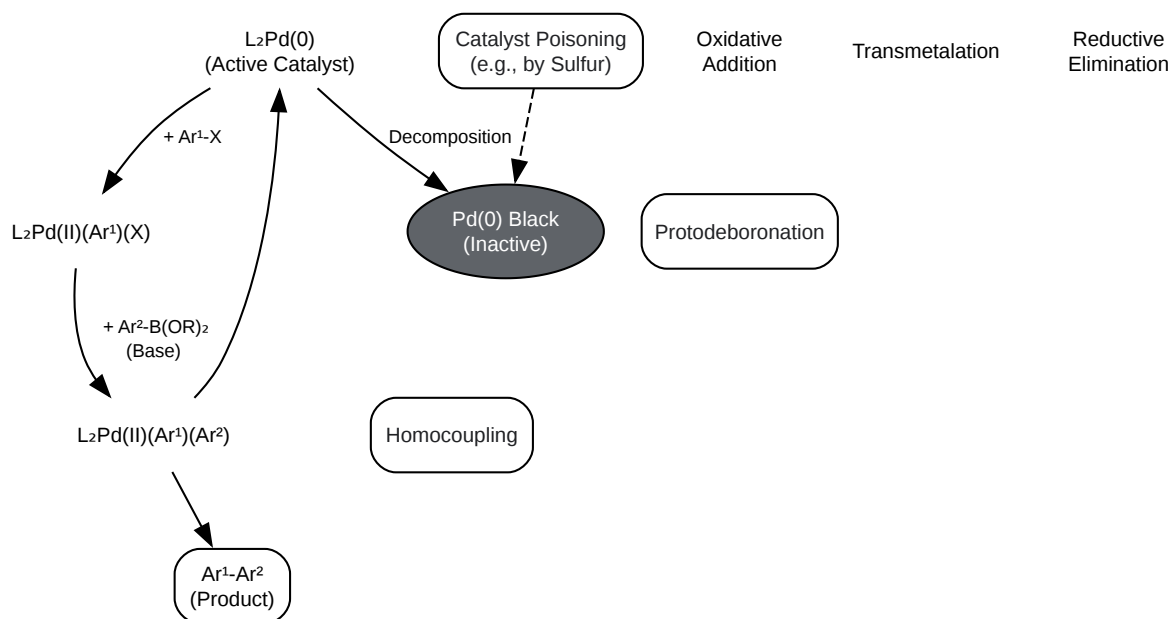 L₂Pd(0)
(Active Catalyst)
Catalyst Poisoning
(e.g., by Sulfur)
Oxidative
Addition
Transmetalation
Reductive
Elimination
+ Ar¹-X
Decomposition
L₂Pd(II)(Ar¹)(X)
Pd(0) Black
(Inactive)
Protodeboronation
+ Ar²-B(OR)₂
(Base)
L₂Pd(II)(Ar¹)(Ar²)
Homocoupling
Ar¹-Ar²
(Product)